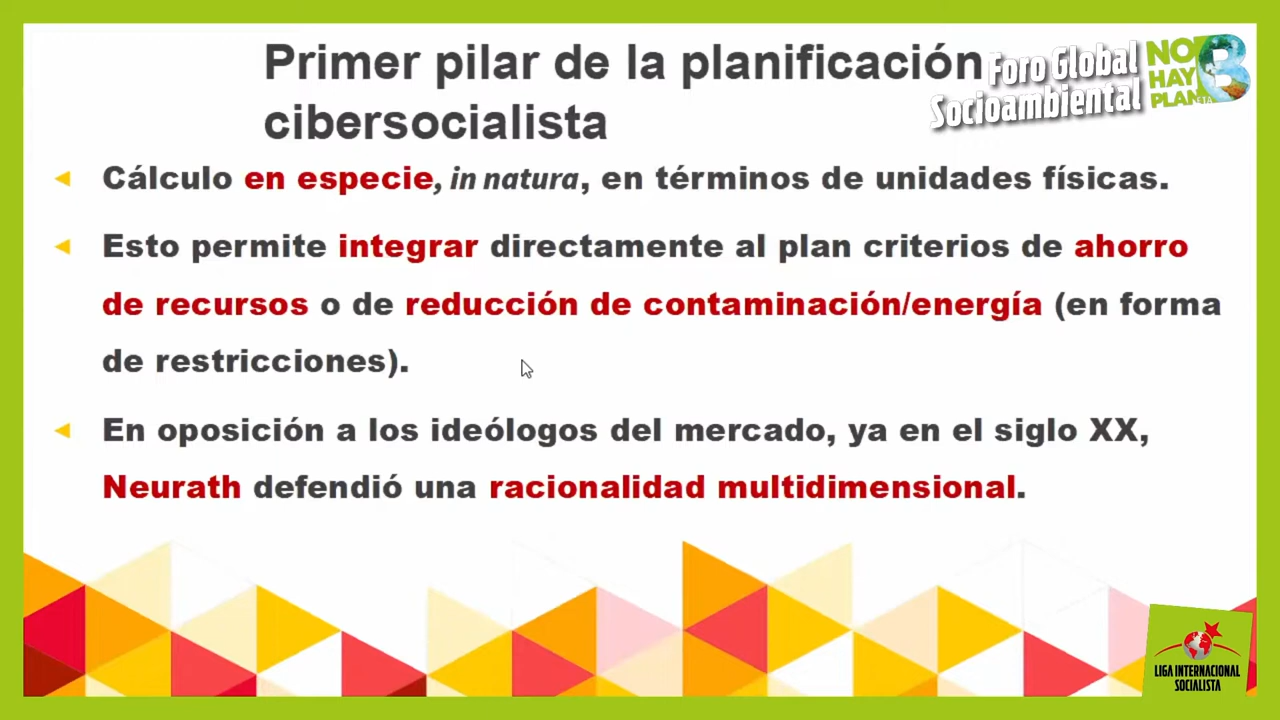 Primer pilar de la planificación
cibersocialista
Foro Global
Socioambiental
NO
HAY
PLAN
ETA
B
Cálculo en especie, in natura, en términos de unidades físicas.
Esto permite integrar directamente al plan criterios de ahorro
de recursos o de reducción de contaminación/energía (en forma
de restricciones).
En oposición a los ideólogos del mercado, ya en el siglo XX,
Neurath defendió una racionalidad multidimensional.
LIGA INTERNACIONAL
SOCIALISTA